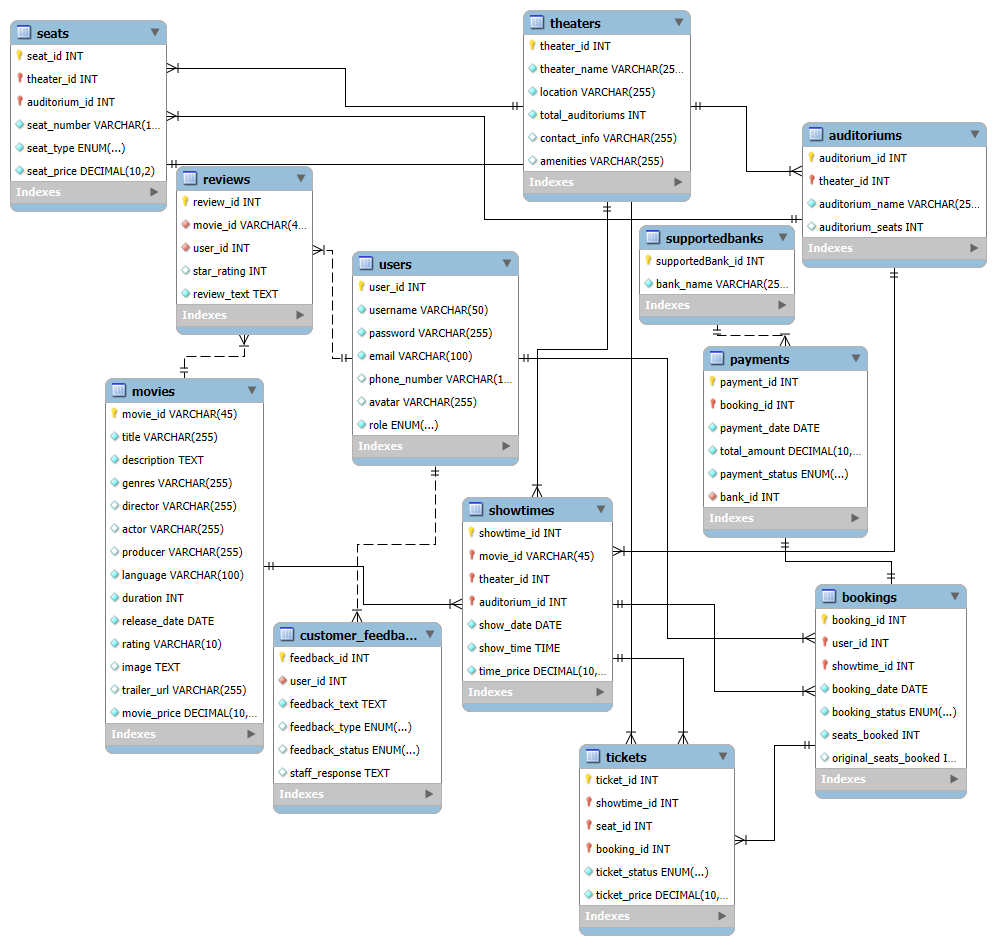 seats
seat_id INT
theater_id INT
auditorium_id INT
seat_number VARCHAR(1...
seat_type ENUM(...)
seat_price DECIMAL(10,2)
Indexes
theaters
theater_id INT
theater_name VARCHAR(25...
location VARCHAR(255)
total_auditoriums INT
contact_info VARCHAR(255)
amenities VARCHAR(255)
Indexes
auditoriums
auditorium_id INT
theater_id INT
auditorium_name VARCHAR(25...
auditorium_seats INT
Indexes
reviews
review_id INT
movie_id VARCHAR(4...
user_id INT
star_rating INT
review_text TEXT
Indexes
users
user_id INT
username VARCHAR(50)
password VARCHAR(255)
email VARCHAR(100)
phone_number VARCHAR(1...
avatar VARCHAR(255)
role ENUM(...)
Indexes
supportedbanks
supportedBank_id INT
bank_name VARCHAR(25...
Indexes
payments
payment_id INT
booking_id INT
payment_date DATE
total_amount DECIMAL(10,...
payment_status ENUM(...)
bank_id INT
Indexes
movies
movie_id VARCHAR(45)
title VARCHAR(255)
description TEXT
genres VARCHAR(255)
director VARCHAR(255)
actor VARCHAR(255)
producer VARCHAR(255)
language VARCHAR(100)
duration INT
release_date DATE
rating VARCHAR(10)
image TEXT
trailer_url VARCHAR(255)
movie_price DECIMAL(10,...
Indexes
showtimes
showtime_id INT
movie_id VARCHAR(45)
theater_id INT
auditorium_id INT
show_date DATE
show_time TIME
time_price DECIMAL(10,...
Indexes
customer_feedba...
feedback_id INT
user_id INT
feedback_text TEXT
feedback_type ENUM(...)
feedback_status ENUM(...)
staff_response TEXT
Indexes
bookings
booking_id INT
user_id INT
showtime_id INT
booking_date DATE
booking_status ENUM(...)
seats_booked INT
original_seats_booked I...
Indexes
tickets
ticket_id INT
showtime_id INT
seat_id INT
booking_id INT
ticket_status ENUM(...)
ticket_price DECIMAL(10,...
Indexes